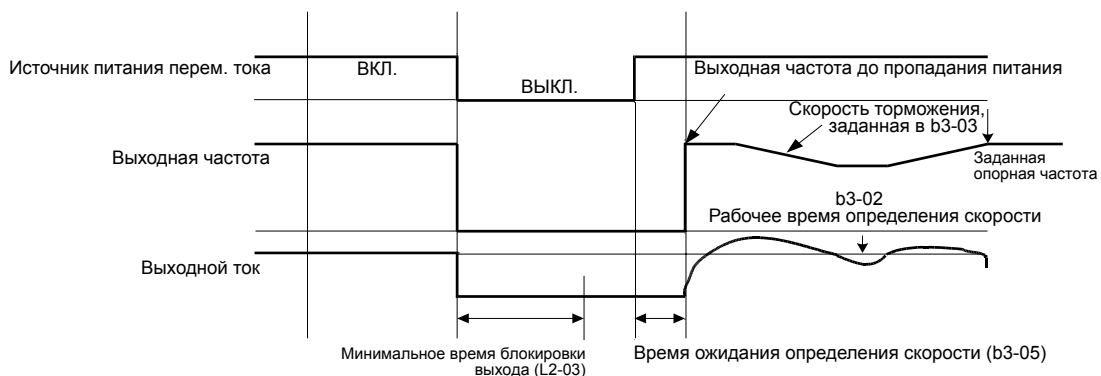 Источник питания перем. тока
ВКЛ.
ВЫКЛ.
Выходная частота до пропадания питания
Скорость торможения,
заданная в b3-03
Выходная частота
Заданная
опорная частота
b3-02
Рабочее время определения скорости
Выходной ток
Минимальное время блокировки
выхода (L2-03)
Время ожидания определения скорости (b3-05)